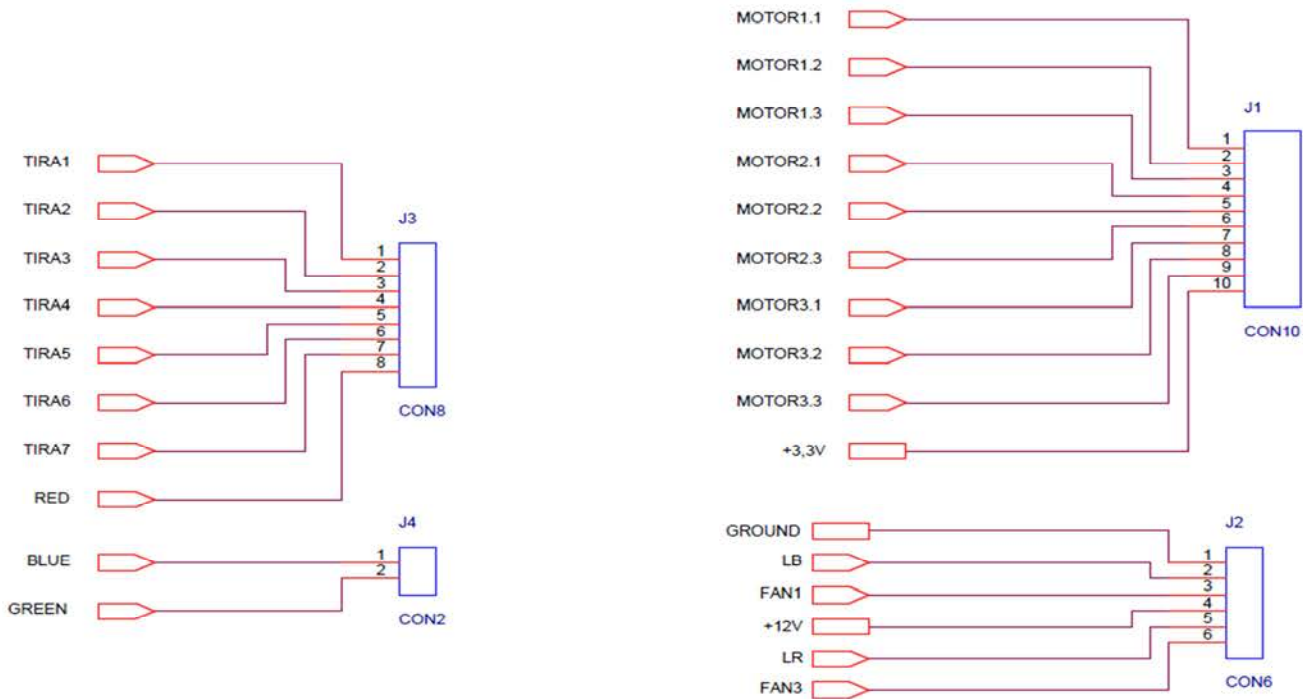 TIRA1
TIRA2
TIRA3
TIRA4
TIRA5
TIRA6
TIRA7
RED
J3
1
2
3
4
5
6
7
8
CON8
BLUE
GREEN
J4
1
2
CON2
MOTOR1.1
MOTOR1.2
MOTOR1.3
MOTOR2.1
MOTOR2.2
MOTOR2.3
MOTOR3.1
MOTOR3.2
MOTOR3.3
+3,3V
J1
1
2
3
4
5
6
7
8
9
10
CON10
GROUND
LB
FAN1
+12V
LR
FAN3
J2
1
2
3
4
5
6
CON6